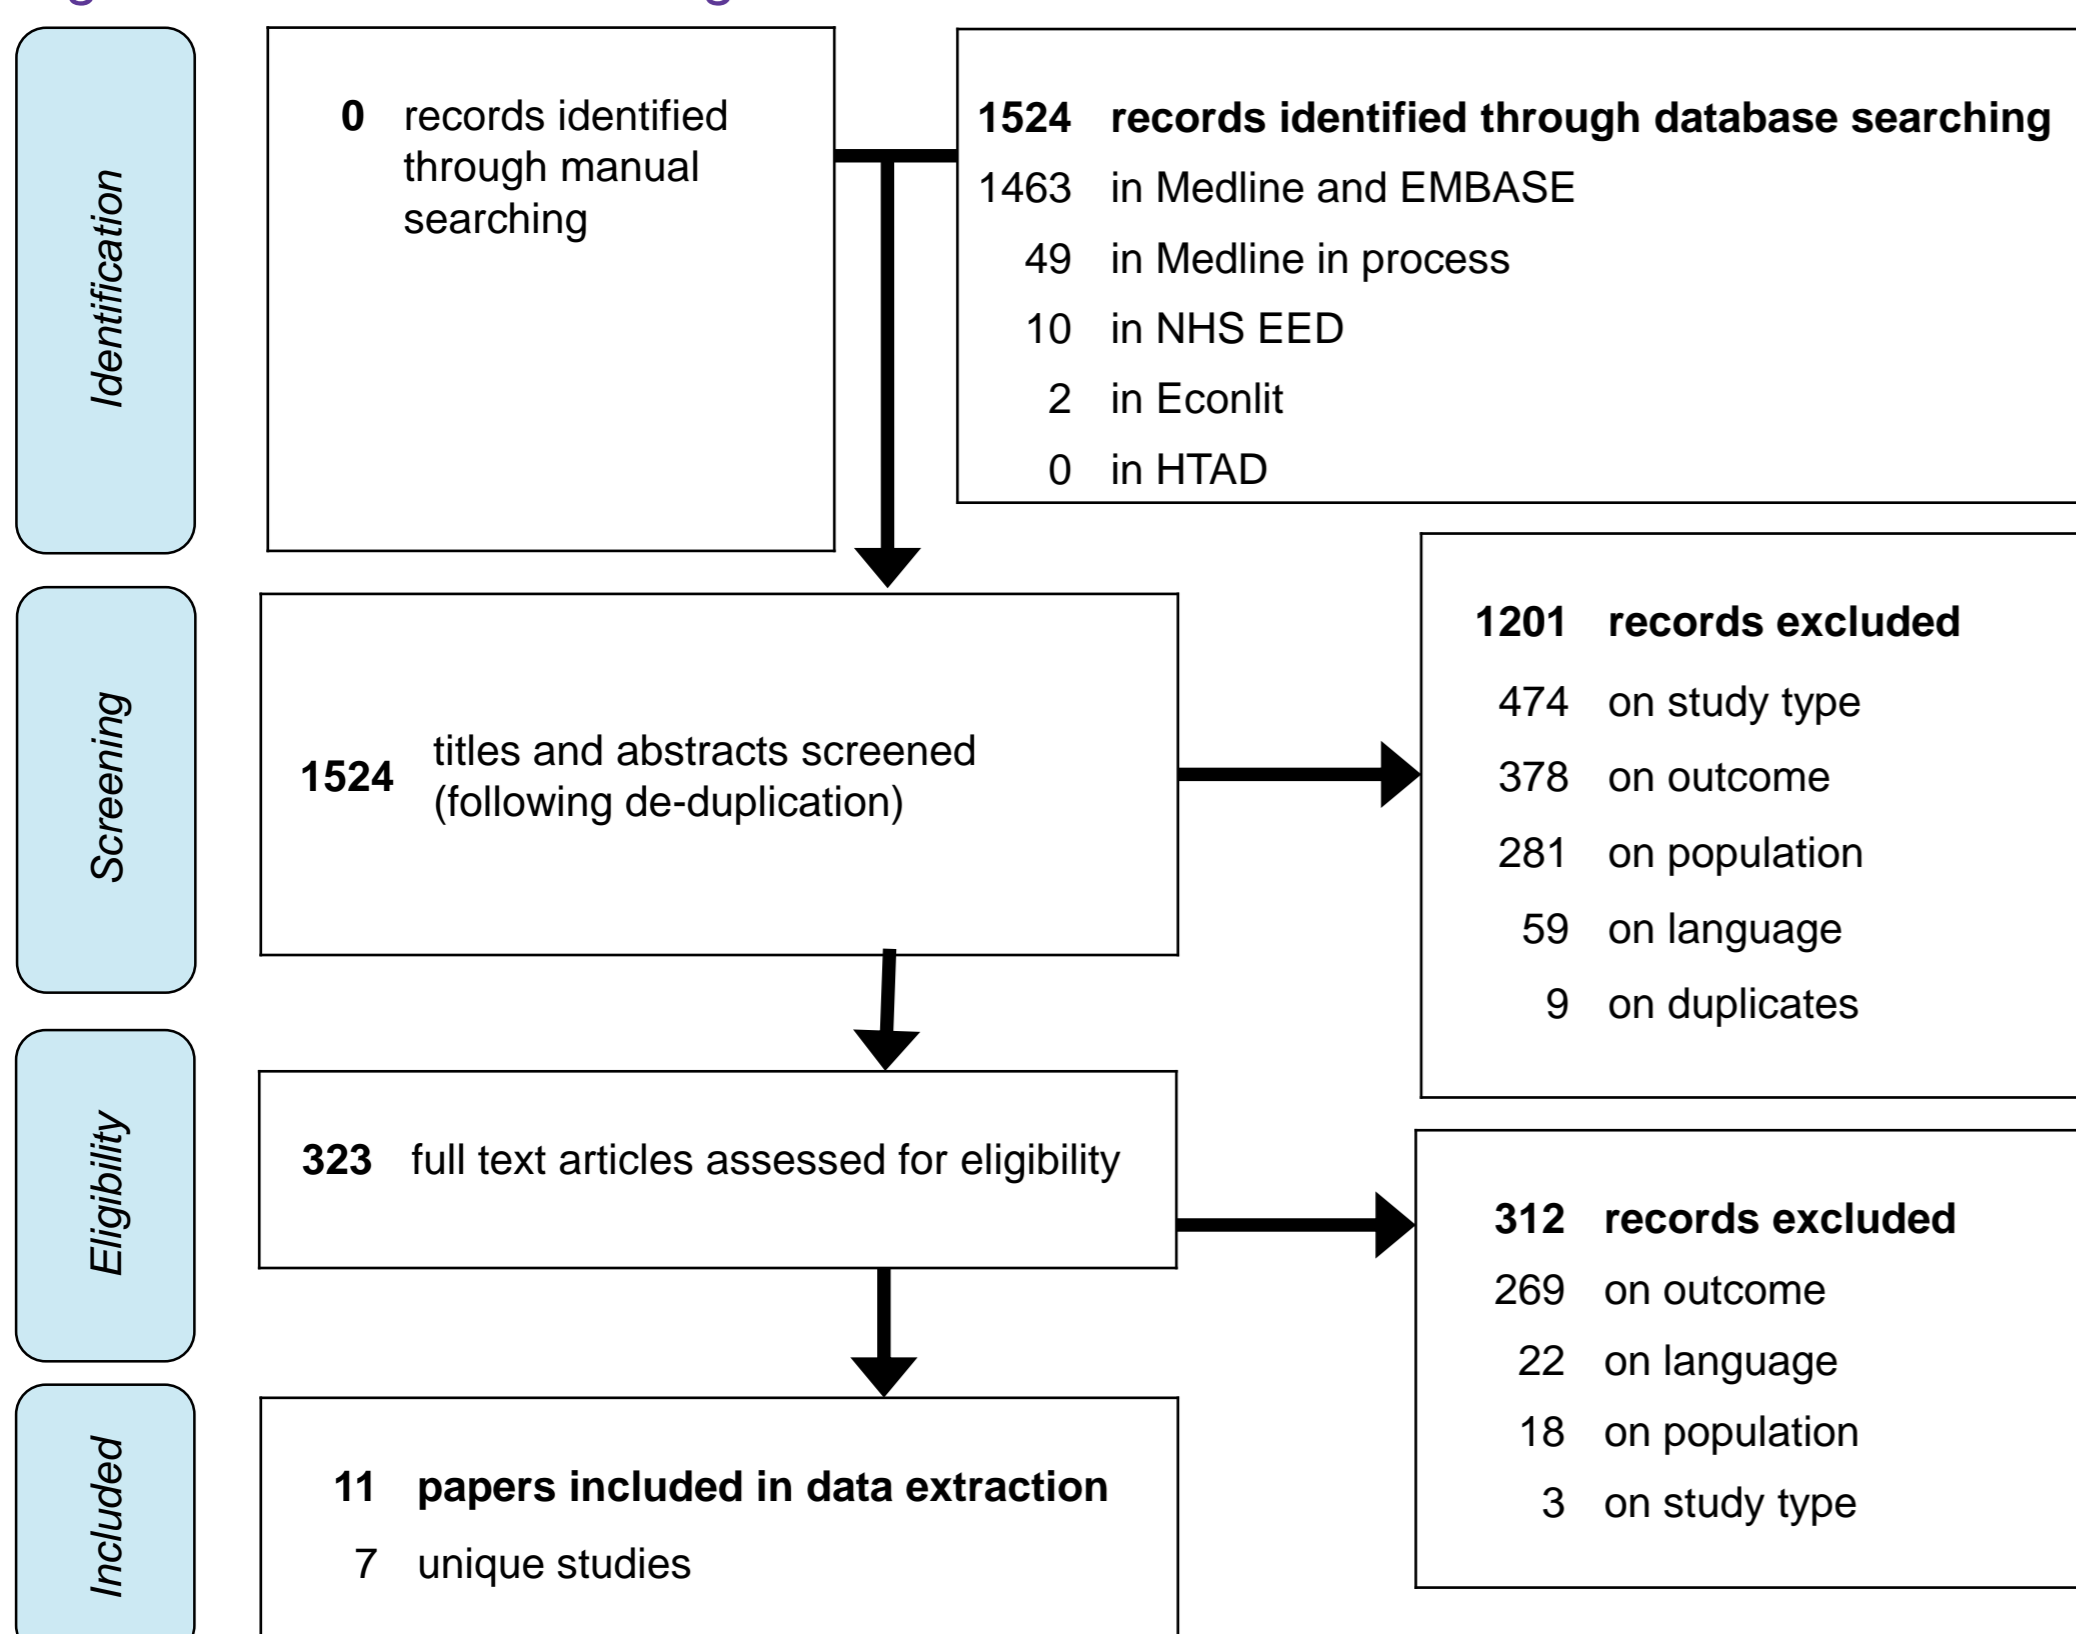 Identification
0 records identified
through manual
searching
1524 records identified through database searching
1463 in Medline and EMBASE
49 in Medline in process
10 in NHS EED
2 in Econlit
0 in HTAD
Screening
1524 titles and abstracts screened
(following de-duplication)
1201 records excluded
474 on study type
378 on outcome
281 on population
59 on language
9 on duplicates
Eligibility
323 full text articles assessed for eligibility
312 records excluded
269 on outcome
22 on language
18 on population
3 on study type
Included
11 papers included in data extraction
7 unique studies